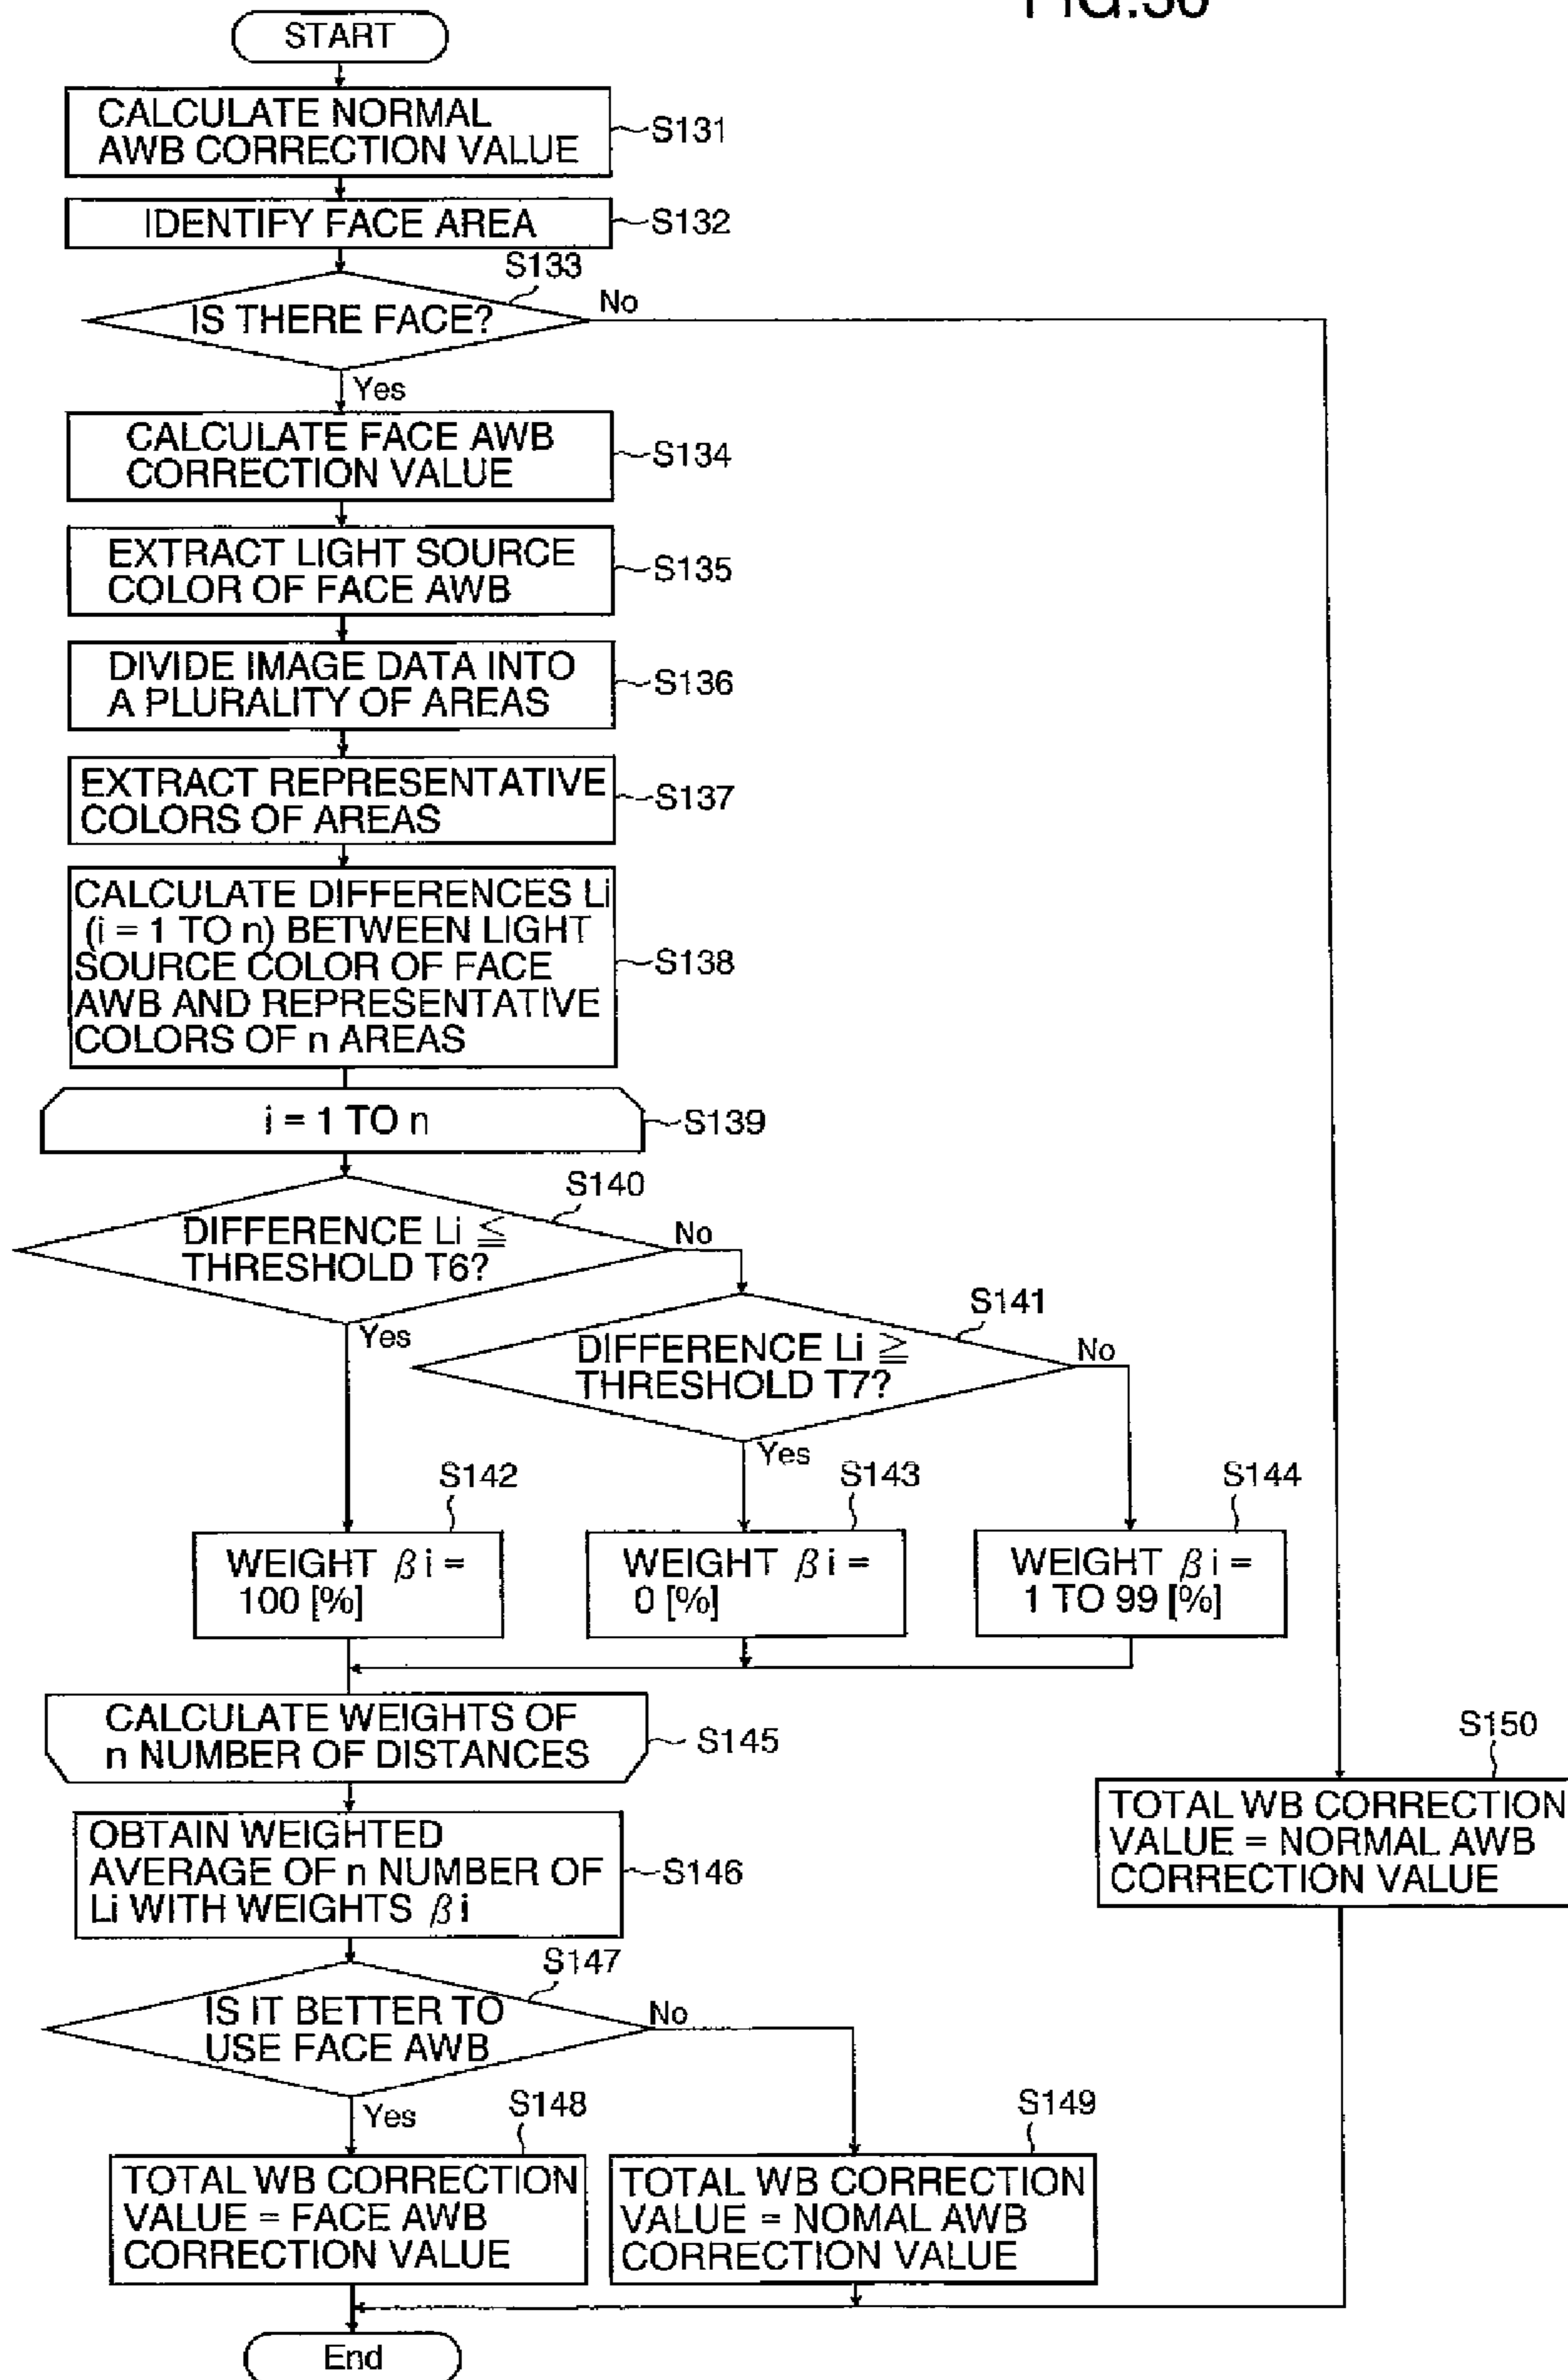 START
CALCULATE NORMAL
AWB CORRECTION VALUE
S131
IDENTIFY FACE AREA
S132
S133
IS THERE FACE?
No
Yes
CALCULATE FACE AWB
CORRECTION VALUE
S134
EXTRACT LIGHT SOURCE
COLOR OF FACE AWB
S135
DIVIDE IMAGE DATA INTO
A PLURALITY OF AREAS
S136
EXTRACT REPRESENTATIVE
COLORS OF AREAS
S137
CALCULATE DIFFERENCES Li
(i = 1 TO n) BETWEEN LIGHT
SOURCE COLOR OF FACE
AWB AND REPRESENTATIVE
COLORS OF n AREAS
S138
i = 1 TO n
S139
S140
DIFFERENCE Li ≦
THRESHOLD T6?
No
Yes
S141
DIFFERENCE Li ≧
THRESHOLD T7?
No
Yes
S142
WEIGHT βi =
100 [%]
S143
WEIGHT βi =
0 [%]
S144
WEIGHT βi =
1 TO 99 [%]
CALCULATE WEIGHTS OF
n NUMBER OF DISTANCES
S145
OBTAIN WEIGHTED
AVERAGE OF n NUMBER OF
Li WITH WEIGHTS βi
S146
S147
IS IT BETTER TO
USE FACE AWB
No
Yes
S148
TOTAL WB CORRECTION
VALUE = FACE AWB
CORRECTION VALUE
S149
TOTAL WB CORRECTION
VALUE = NOMAL AWB
CORRECTION VALUE
S150
TOTAL WB CORRECTION
VALUE = NORMAL AWB
CORRECTION VALUE
End